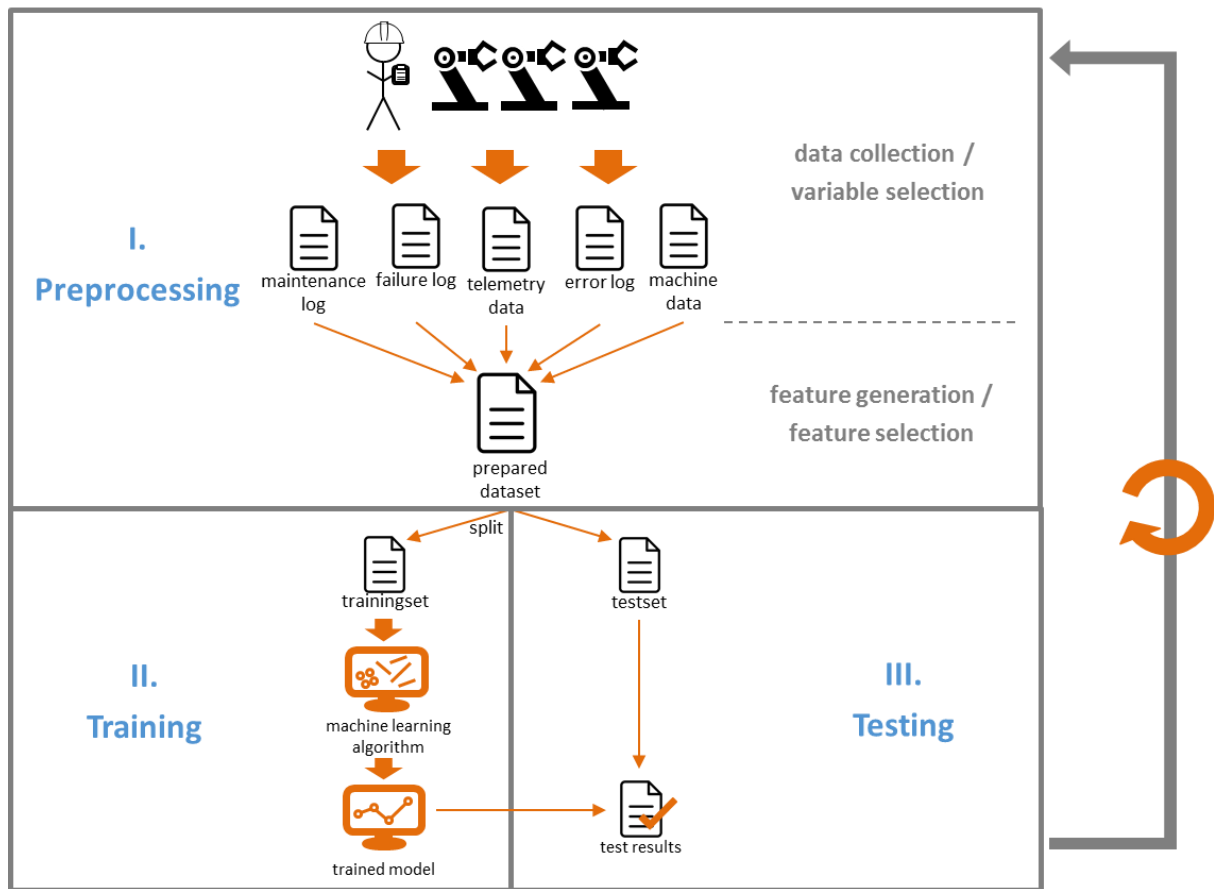 data collection /
variable selection
I.
Preprocessing
maintenance
log
failure log
telemetry
data
error log
machine
data
feature generation /
feature selection
prepared
dataset
split
trainingset
testset
II.
Training
machine learning
algorithm
III.
Testing
trained model
test results